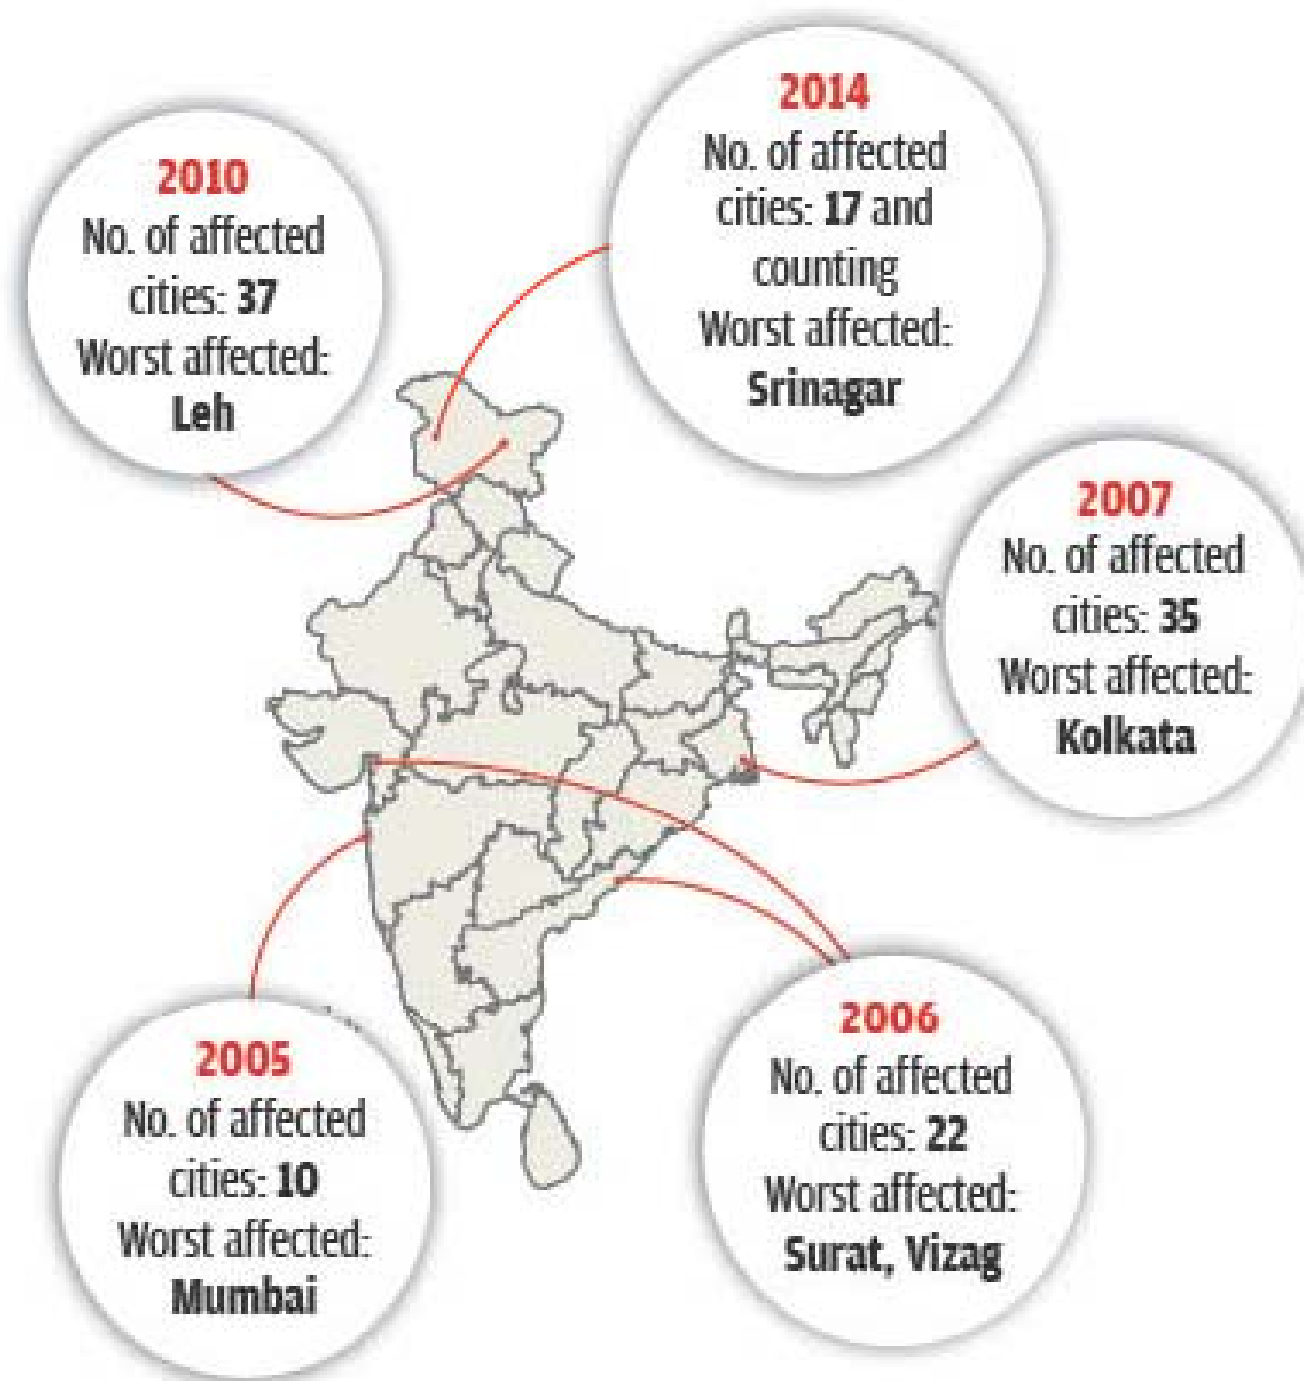 2014
No. of affected
cities: 17 and
counting
Worst affected:
Srinagar
2010
No. of affected
cities: 37
Worst affected:
Leh
2007
No. of affected
cities: 35
Worst affected:
Kolkata
2006
No. of affected
cities: 22
Worst affected:
Surat, Vizag
2005
No. of affected
cities: 10
Worst affected:
Mumbai